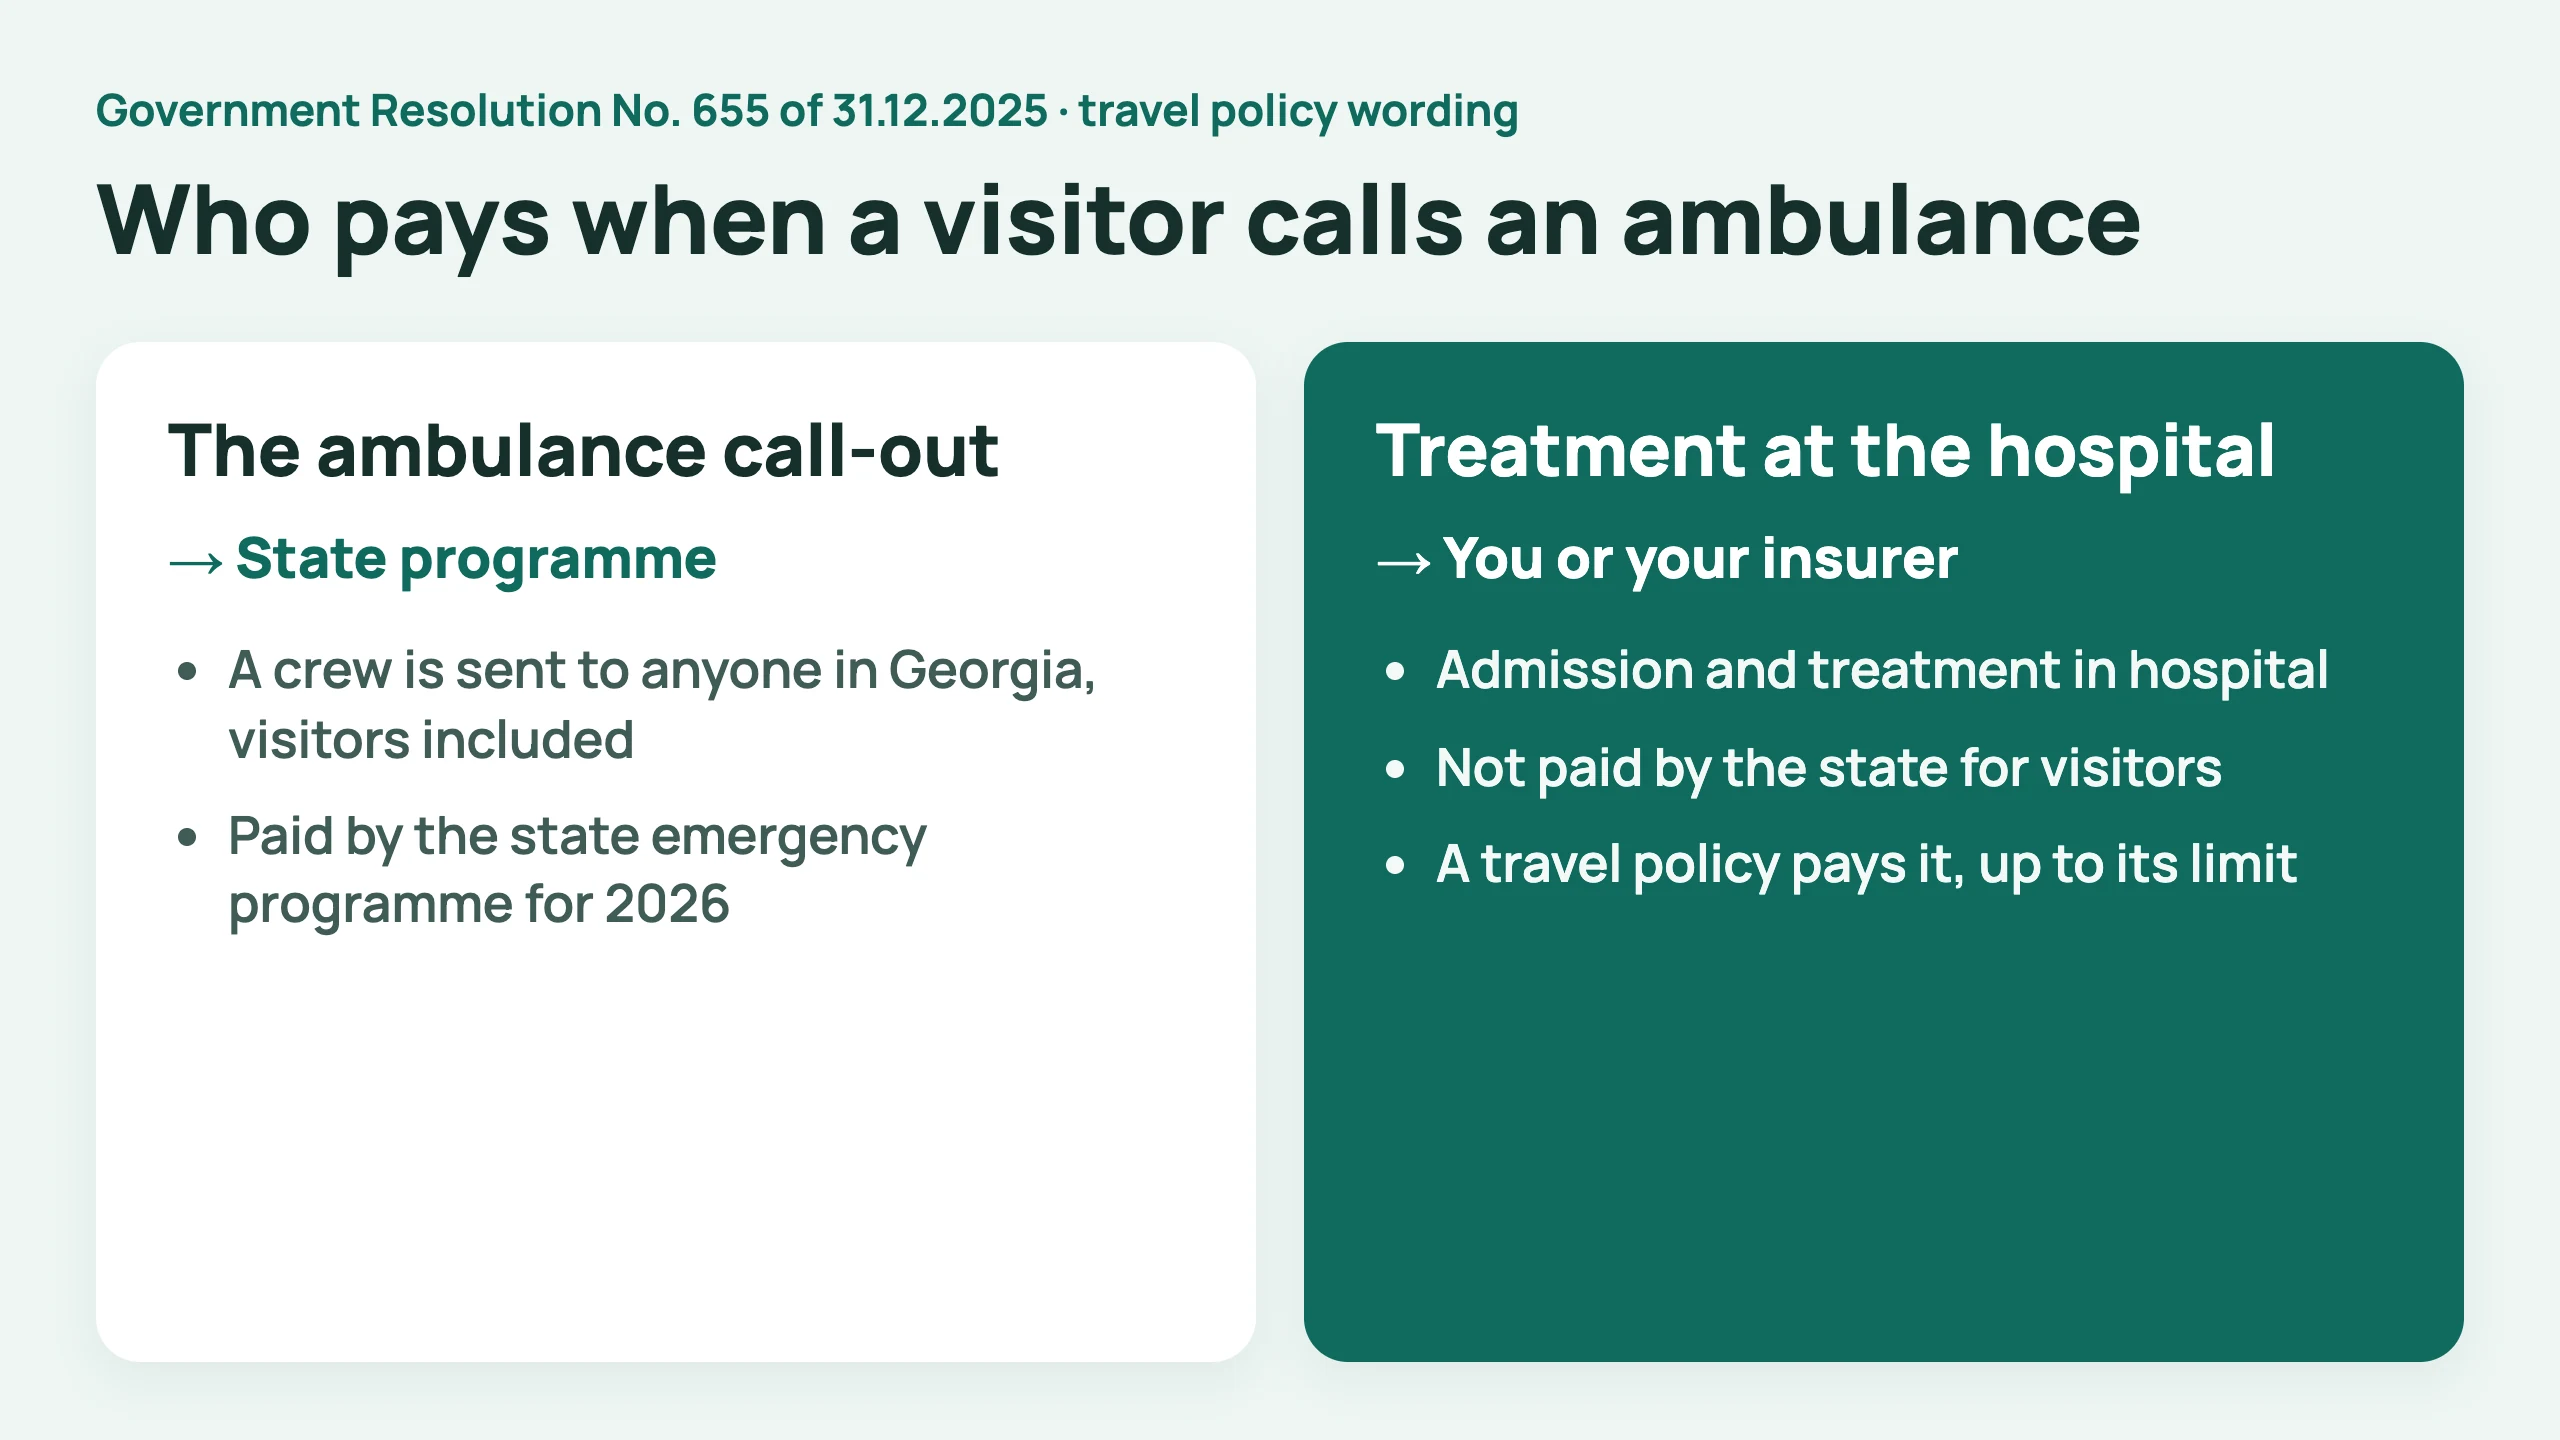 Government Resolution No. 655 of 31.12.2025 · travel policy wording
Who pays when a visitor calls an ambulance
The ambulance call-out
→ State programme
• A crew is sent to anyone in Georgia,
visitors included
• Paid by the state emergency
programme for 2026
Treatment at the hospital
→ You or your insurer
• Admission and treatment in hospital
• Not paid by the state for visitors
• A travel policy pays it, up to its limit